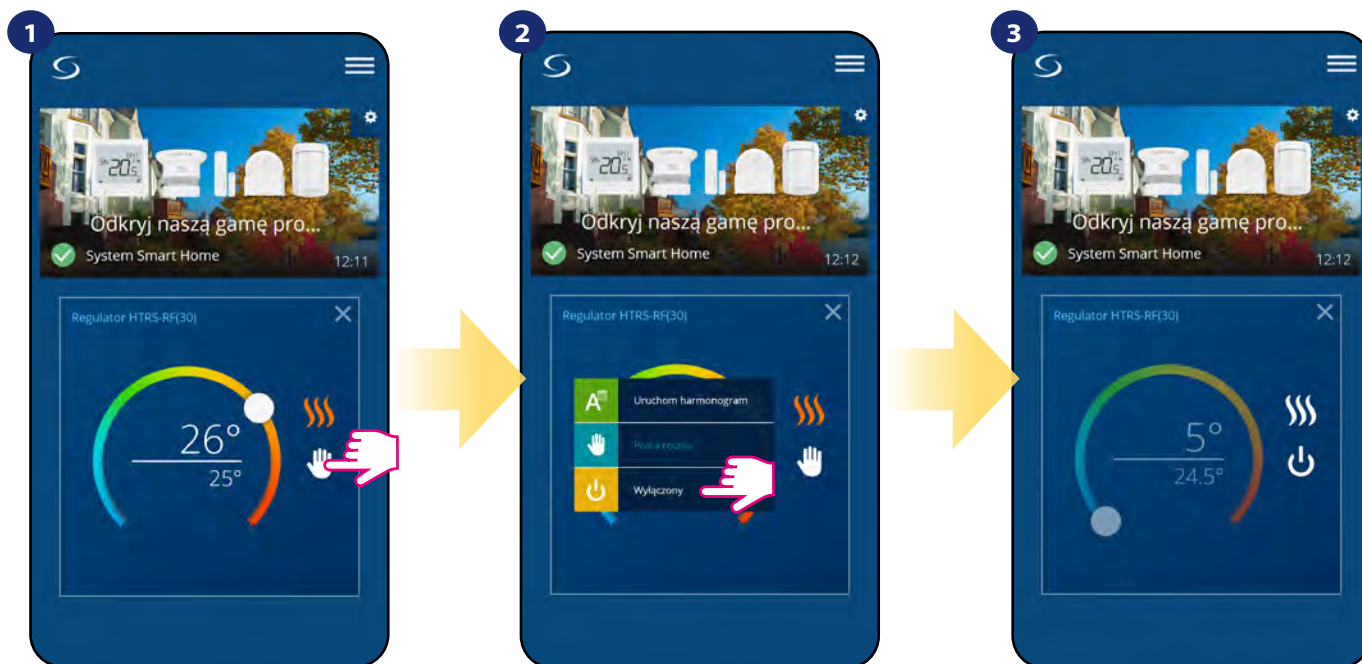 1
Odkryj naszą gamę pro...
System Smart Home
12:11
Regulator HTRS-RF(30)
26°
25°
2
Odkryj naszą gamę pro...
System Smart Home
12:12
Regulator HTRS-RF(30)
A
Uruchom harmonogram
Praca ręczna
Wyłączony
3
Odkryj naszą gamę pro...
System Smart Home
12:12
Regulator HTRS-RF(30)
5°
24.5°